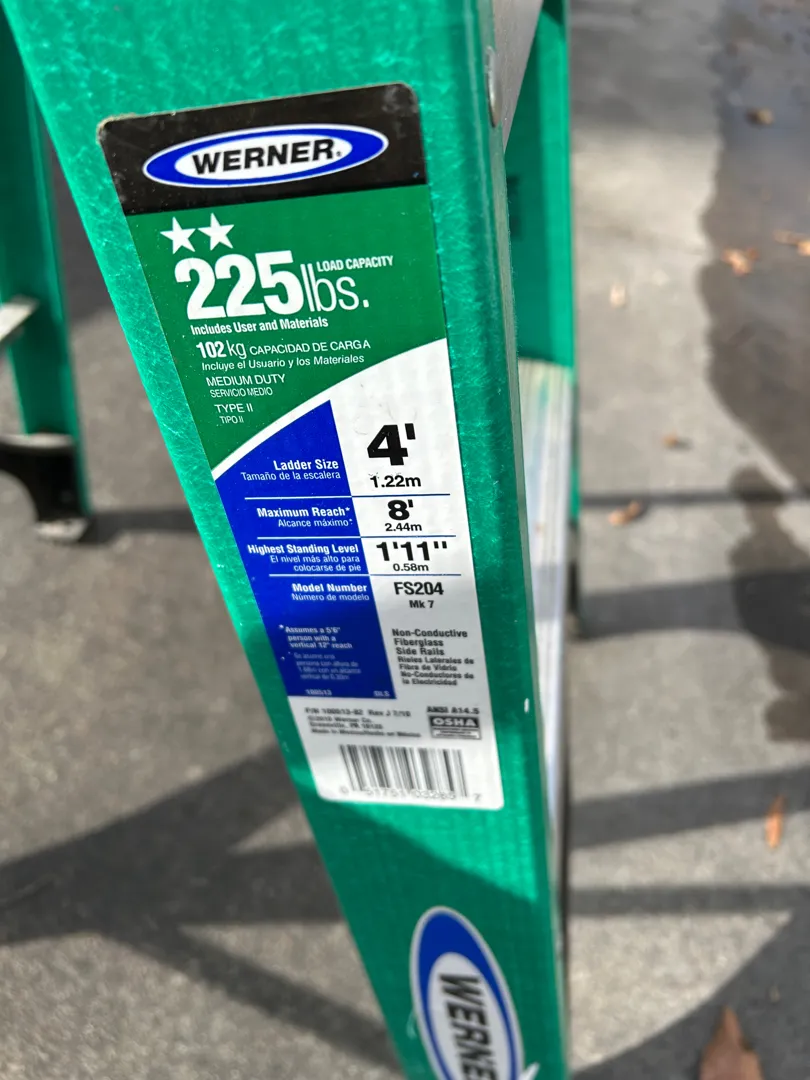 WERNER®
LOAD CAPACITY
225lbs.
Includes User and Materials
102 kg CAPACIDAD DE CARGA
Incluye el Usuario y los Materiales
MEDIUM DUTY
SERVICIO MEDIO
TYPE II
TIPO II
Ladder Size 4'
Tamaño de la escalera 1.22m
Maximum Reach* 8'
Alcance máximo* 2.44m
Highest Standing Level 1'11"
El nivel más alto para
colocarse de pie 0.58m
Model Number FS204
Número de modelo Mk 7
*Assumes a 5'6"
person with a
vertical 12" reach
Non-Conductive
Fiberglass
Side Rails
Rieles Laterales de
Fibra de Vidrio
No-Conductores de
la Electricidad
ANSI A14.5
OSHA
WERNE